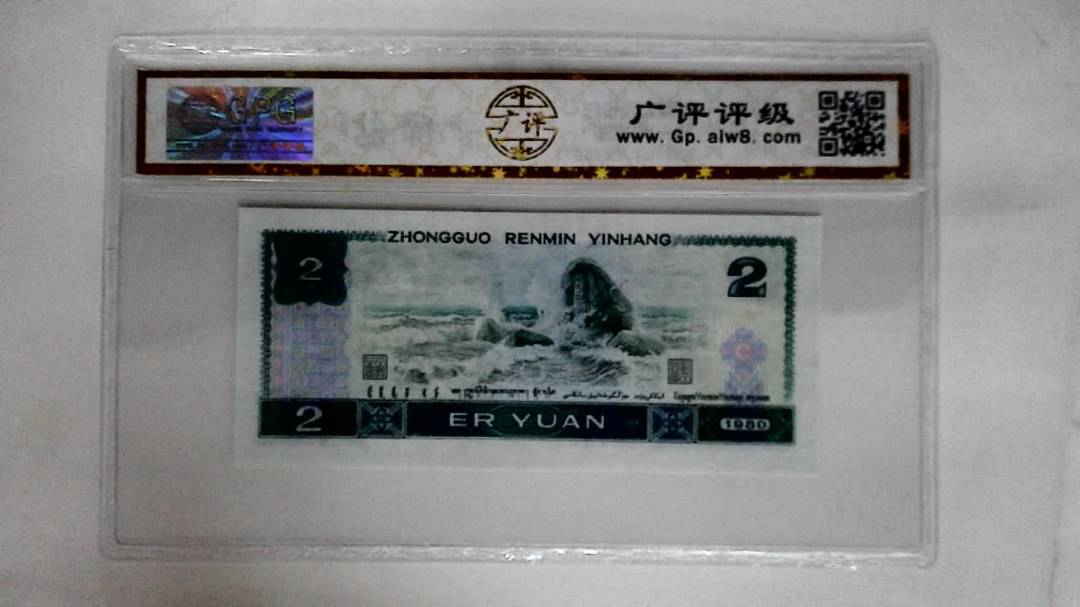 GPG
广评
广评评级
www. Gp. aiw8. com
ZHONGGUO RENMIN YINHANG
2
2
2
ER YUAN
1980